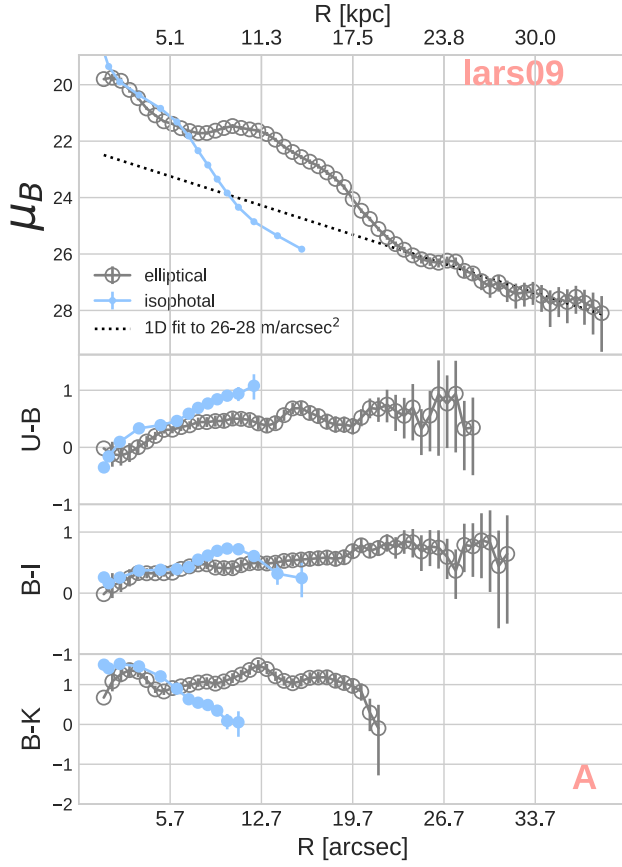 R [kpc]
5.1 11.3 17.5 23.8 30.0
lars09
20
22
24
26
28
μB
elliptical
isophotal
1D fit to 26-28 m/arcsec²
1
0
−1
U-B
1
0
−1
B-I
1
0
−1
−2
B-K
A
5.7 12.7 19.7 26.7 33.7
R [arcsec]